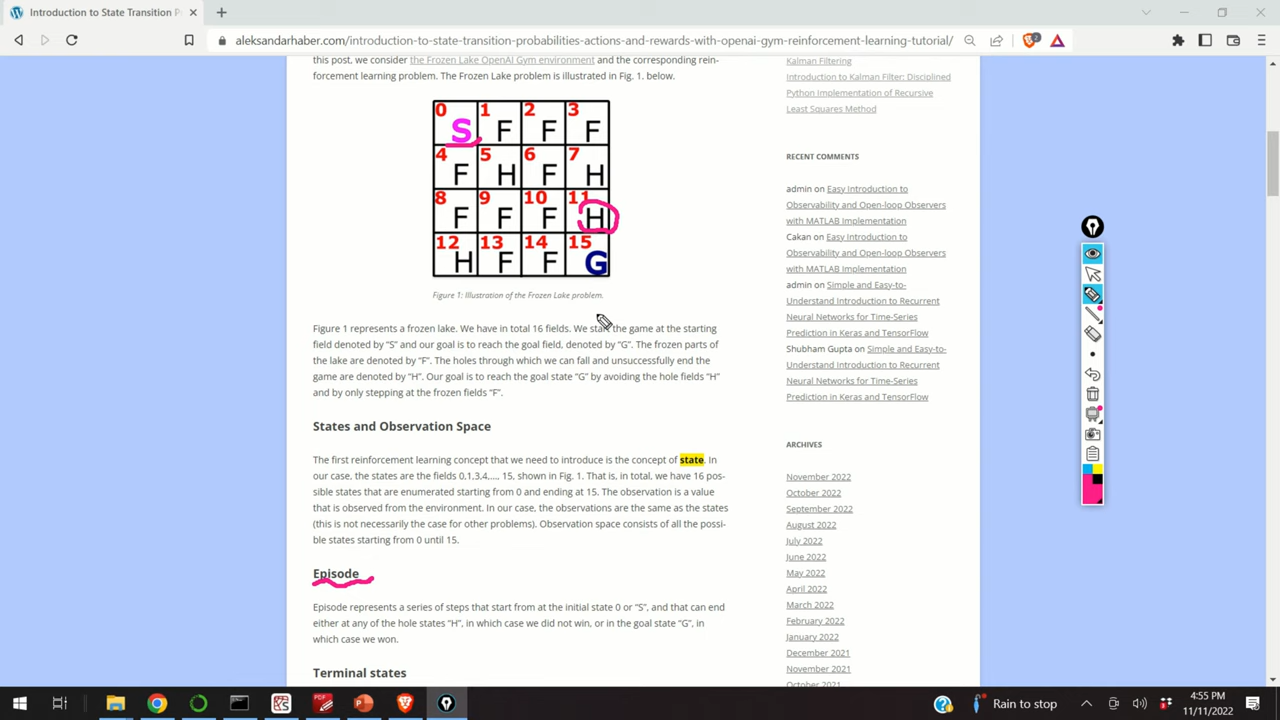 Introduction to State Transition P
aleksandarhaber.com/introduction-to-state-transition-probabilities-actions-and-rewards-with-openai-gym-reinforcement-learning-tutorial/
2
this post, we consider the Frozen Lake OpenAI Gym environment and the corresponding rein-
forcement learning problem. The Frozen Lake problem is illustrated in Fig. 1. below.
0 1 2 3
S F F F
4 5 6 7
F H F H
8 9 10 11
F F F H
12 13 14 15
H F F G
Figure 1: Illustration of the Frozen Lake problem.
Figure 1 represents a frozen lake. We have in total 16 fields. We start the game at the starting
field denoted by “S” and our goal is to reach the goal field, denoted by “G”. The frozen parts of
the lake are denoted by “F”. The holes through which we can fall and unsuccessfully end the
game are denoted by “H”. Our goal is to reach the goal state “G” by avoiding the hole fields “H”
and by only stepping at the frozen fields “F”.
States and Observation Space
The first reinforcement learning concept that we need to introduce is the concept of state. In
our case, the states are the fields 0,1,3,4,…, 15, shown in Fig. 1. That is, in total, we have 16 pos-
sible states that are enumerated starting from 0 and ending at 15. The observation is a value
that is observed from the environment. In our case, the observations are the same as the states
(this is not necessarily the case for other problems). Observation space consists of all the possi-
ble states starting from 0 until 15.
Episode
Episode represents a series of steps that start from at the initial state 0 or “S”, and that can end
either at any of the hole states “H”, in which case we did not win, or in the goal state “G”, in
which case we won.
Terminal states
Kalman Filtering
Introduction to Kalman Filter: Disciplined
Python Implementation of Recursive
Least Squares Method
RECENT COMMENTS
admin on Easy Introduction to
Observability and Open-loop Observers
with MATLAB Implementation
Cakan on Easy Introduction to
Observability and Open-loop Observers
with MATLAB Implementation
admin on Simple and Easy-to-
Understand Introduction to Recurrent
Neural Networks for Time-Series
Prediction in Keras and TensorFlow
Shubham Gupta on Simple and Easy-to-
Understand Introduction to Recurrent
Neural Networks for Time-Series
Prediction in Keras and TensorFlow
ARCHIVES
November 2022
October 2022
September 2022
August 2022
July 2022
June 2022
May 2022
April 2022
March 2022
February 2022
January 2022
December 2021
November 2021
October 2021
Rain to stop
4:55 PM
11/11/2022